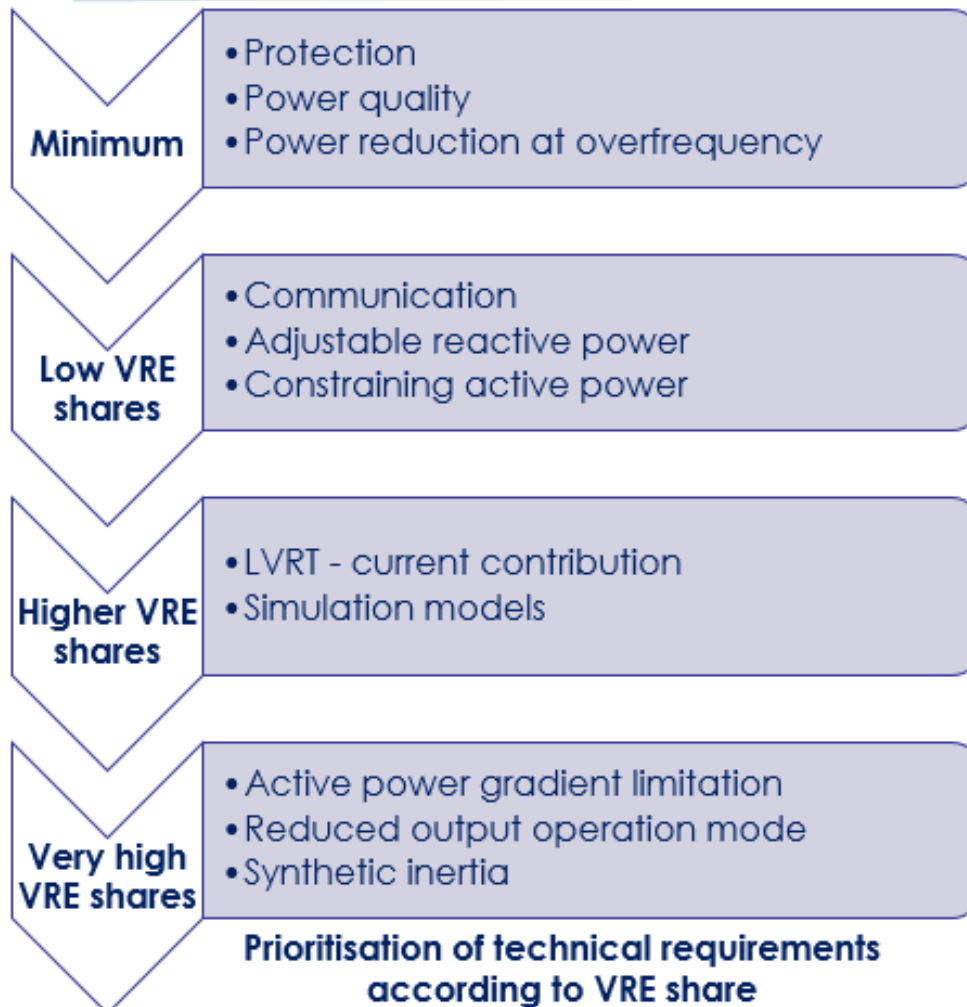 Minimum
•Protection
•Power quality
•Power reduction at overfrequency
Low VRE
shares
•Communication
•Adjustable reactive power
•Constraining active power
Higher VRE
shares
•LVRT - current contribution
•Simulation models
Very high
VRE shares
•Active power gradient limitation
•Reduced output operation mode
•Synthetic inertia
Prioritisation of technical requirements
according to VRE share